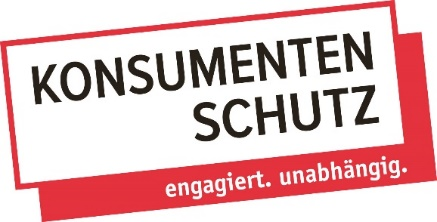 KONSUMENTEN
SCHUTZ
engagiert. unabhängig.